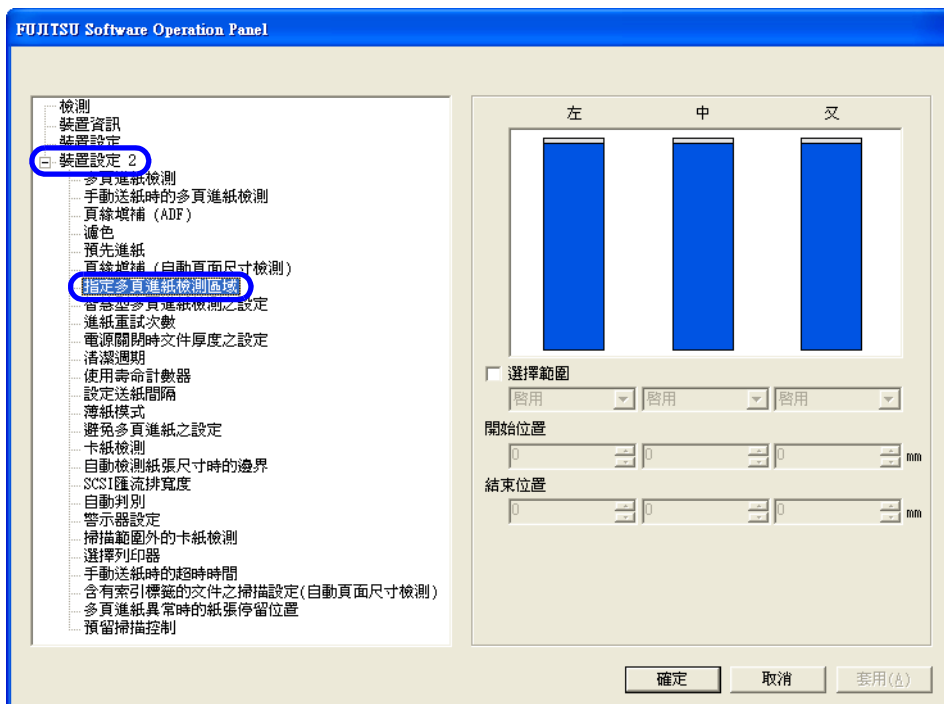 FUJITSU Software Operation Panel
檢測
裝置資訊
裝置設定
裝置設定 2
多頁進紙檢測
手動送紙時的多頁進紙檢測
頁緣填補 (ADF)
濾色
預先進紙
頁緣填補 (自動頁面尺寸檢測)
指定多頁進紙檢測區域
智慧型多頁進紙檢測之設定
進紙重試次數
電源關閉時文件厚度之設定
清潔週期
使用壽命計數器
設定送紙間隔
薄紙模式
避免多頁進紙之設定
卡紙檢測
自動檢測紙張尺寸時的邊界
SCSI匯流排寬度
自動判別
警示器設定
掃描範圍外的卡紙檢測
選擇列印器
手動送紙時的超時時間
含有索引標籤的文件之掃描設定(自動頁面尺寸檢測)
多頁進紙異常時的紙張停留位置
預留掃描控制
左 中 叉
選擇範圍
啓用 啓用 啓用
開始位置
0 0 0 mm
結束位置
0 0 0 mm
確定 取消 套用(A)